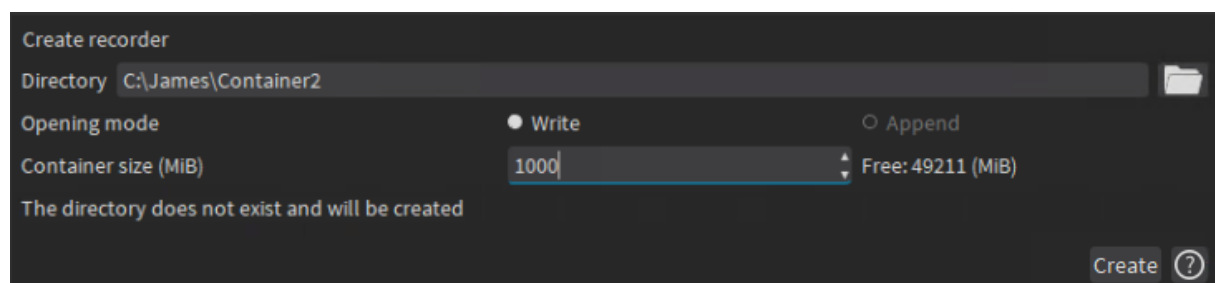 Create recorder
Directory C:\James\Container2
Opening mode Write Append
Container size (MiB) 1000 Free: 49211 (MiB)
The directory does not exist and will be created
Create ?